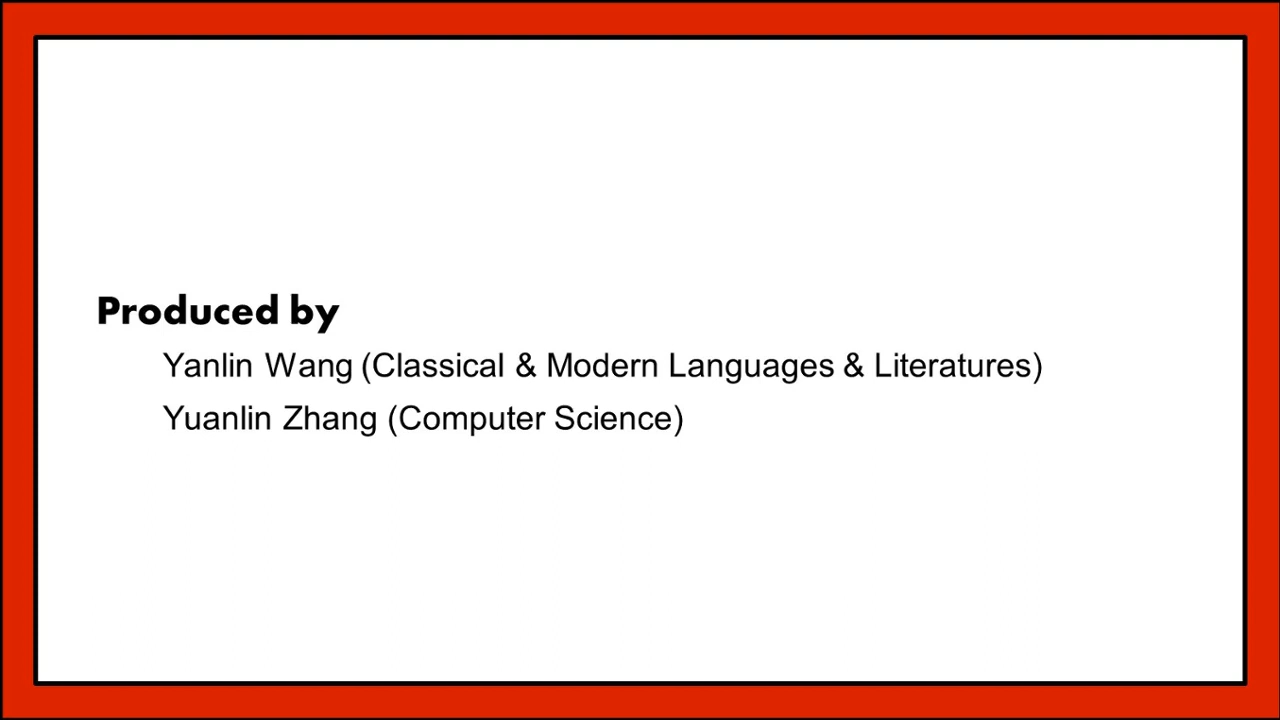 Produced by
Yanlin Wang (Classical & Modern Languages & Literatures)
Yuanlin Zhang (Computer Science)